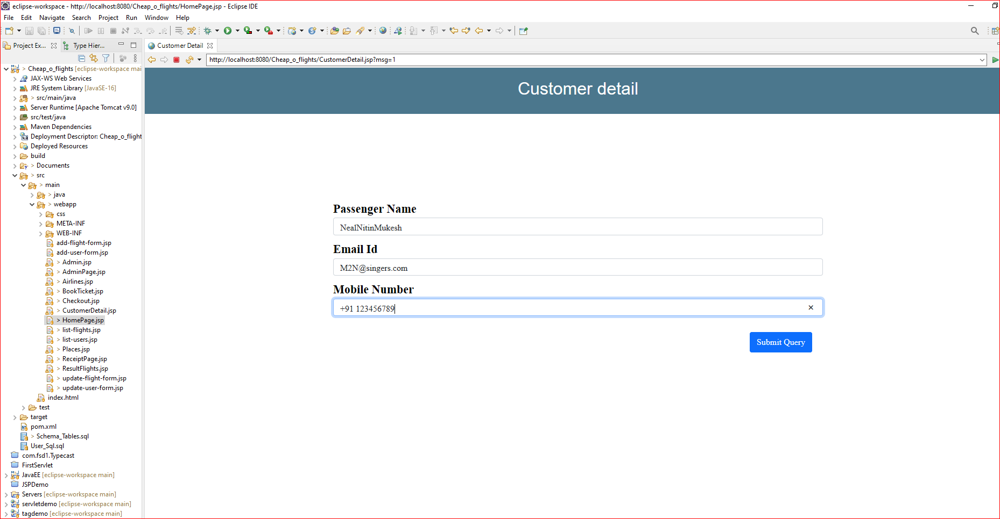 eclipse-workspace - http://localhost:8080/Cheap_o_flights/HomePage.jsp - Eclipse IDE
File Edit Navigate Search Project Run Window Help
Project Ex... Type Hier...
Cheap_o_flights [eclipse-workspace mai
JAX-WS Web Services
JRE System Library [JavaSE-16]
> src/main/java
Server Runtime [Apache Tomcat v9.0]
src/test/java
Maven Dependencies
Deployment Descriptor: Cheap_o_flight
Deployed Resources
build
> Documents
> src
> main
> java
> webapp
css
META-INF
WEB-INF
add-flight-form.jsp
add-user-form.jsp
> Admin.jsp
> AdminPage.jsp
> Airlines.jsp
> BookTicket.jsp
> Checkout.jsp
> CustomerDetail.jsp
> HomePage.jsp
> list-flights.jsp
> list-users.jsp
> Places.jsp
> ReceiptPage.jsp
> ResultFlights.jsp
> update-flight-form.jsp
> update-user-form.jsp
index.html
test
target
pom.xml
> Schema_Tables.sql
User_Sql.sql
com.fsd1.Typecast
FirstServlet
JavaEE [eclipse-workspace main]
JSPDemo
Servers [eclipse-workspace main]
servletdemo [eclipse-workspace main]
tagdemo [eclipse-workspace main]
Customer Detail
http://localhost:8080/Cheap_o_flights/CustomerDetail.jsp?msg=1
Customer detail
Passenger Name
NealNitinMukesh
Email Id
M2N@singers.com
Mobile Number
+91 123456789
Submit Query